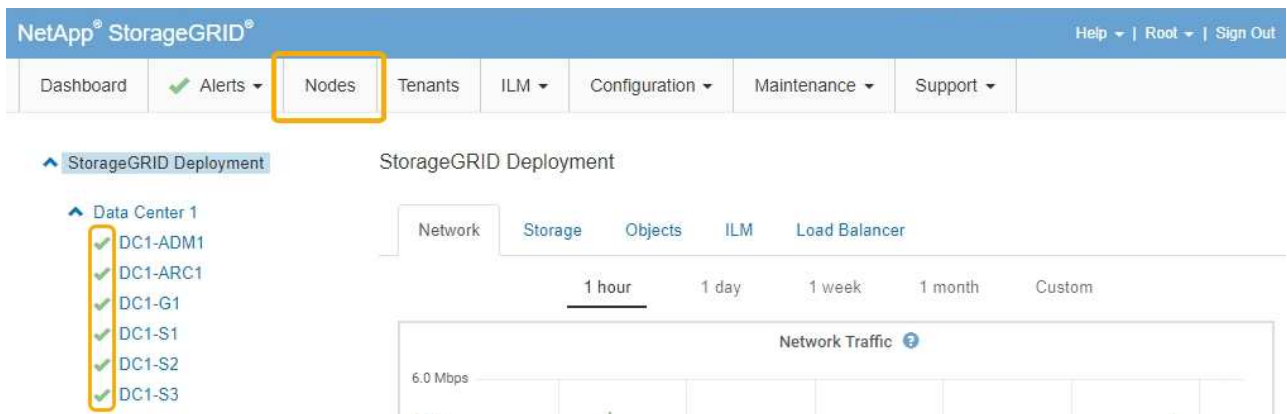 NetApp® StorageGRID®
Help | Root | Sign Out
Dashboard Alerts Nodes Tenants ILM Configuration Maintenance Support
StorageGRID Deployment
StorageGRID Deployment
Data Center 1
Network Storage Objects ILM Load Balancer
DC1-ADM1
DC1-ARC1
1 hour 1 day 1 week 1 month Custom
DC1-G1
DC1-S1
Network Traffic ?
DC1-S2
6.0 Mbps
DC1-S3